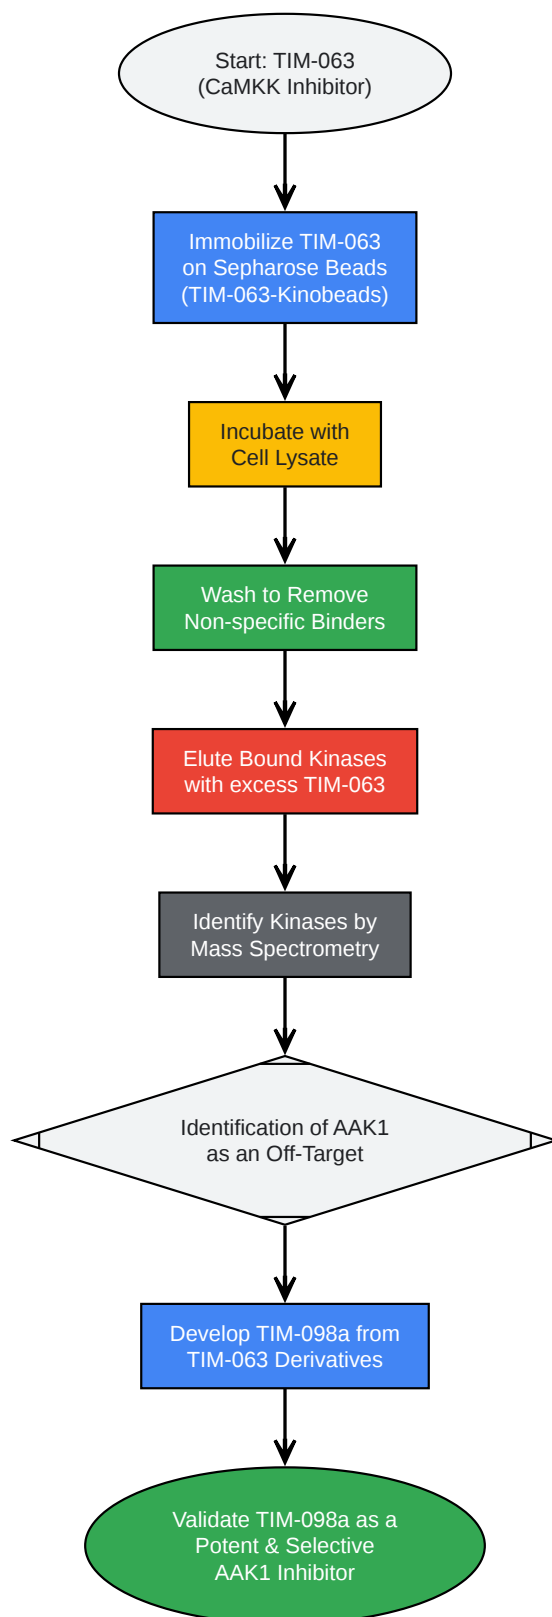 Start: TIM-063
(CaMKK Inhibitor)
Immobilize TIM-063
on Sepharose Beads
(TIM-063-Kinobeads)
Incubate with
Cell Lysate
Wash to Remove
Non-specific Binders
Elute Bound Kinases
with excess TIM-063
Identify Kinases by
Mass Spectrometry
Identification of AAK1
as an Off-Target
Develop TIM-098a from
TIM-063 Derivatives
Validate TIM-098a as a
Potent & Selective
AAK1 Inhibitor